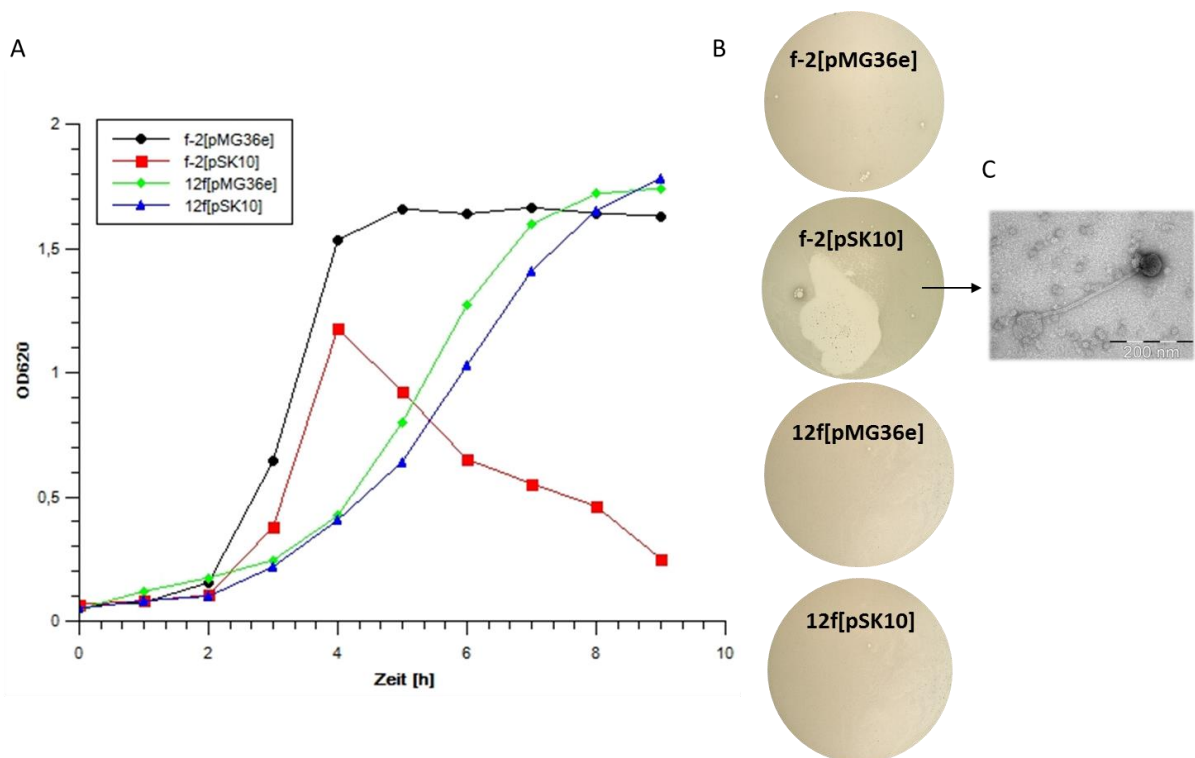 A
2
1,5
1
0,5
0
OD620
0
2
4
6
8
10
Zeit [h]
f-2[pMG36e]
f-2[pSK10]
12f[pMG36e]
12f[pSK10]
B
f-2[pMG36e]
f-2[pSK10]
12f[pMG36e]
12f[pSK10]
C
200 nm